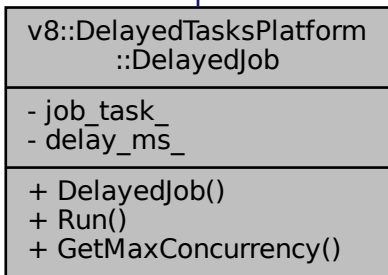 v8::DelayedTasksPlatform
::DelayedJob
- job_task_
- delay_ms_
+ DelayedJob()
+ Run()
+ GetMaxConcurrency()